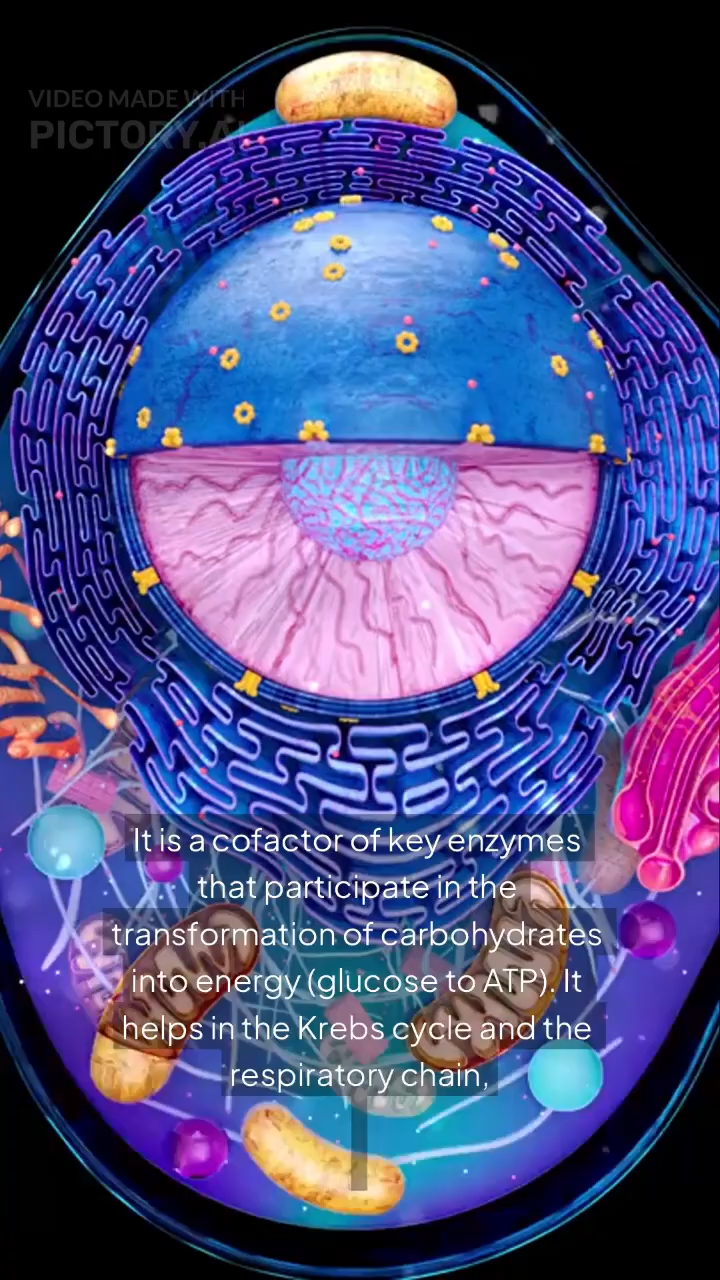 VIDEO MADE WITH
PICTORY.AI
It is a cofactor of key enzymes
that participate in the
transformation of carbohydrates
into energy (glucose to ATP). It
helps in the Krebs cycle and the
respiratory chain,